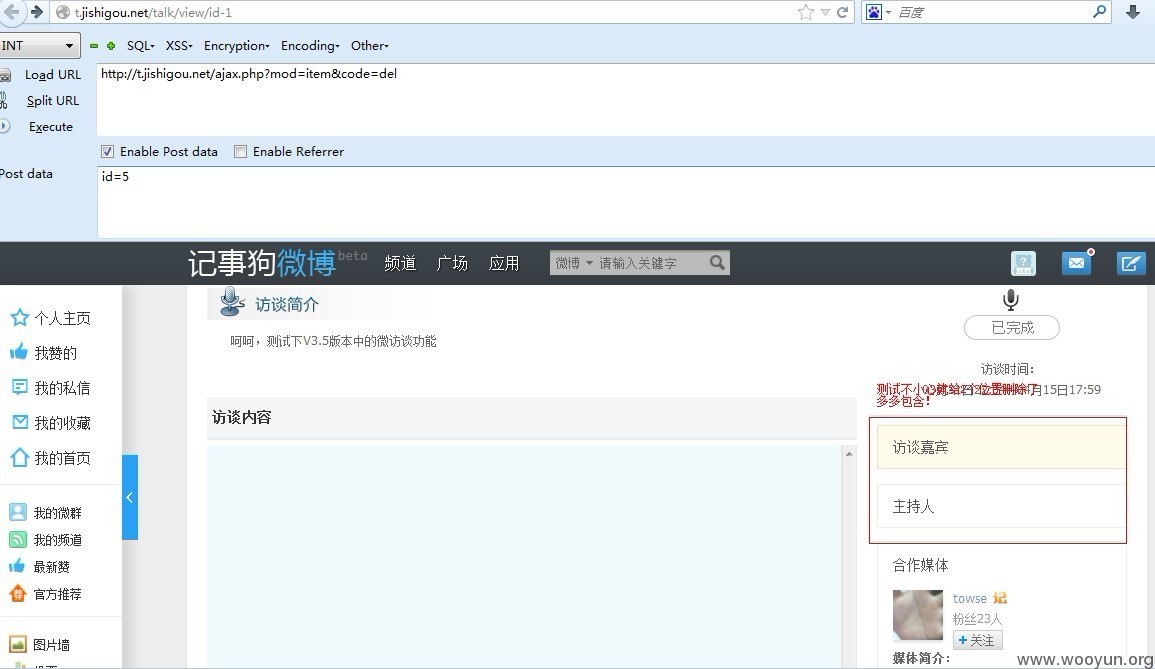 t.jishigou.net/talk/view/id-1
百度
INT
SQL
XSS
Encryption
Encoding
Other
Load URL
Split URL
Execute
http://t.jishigou.net/ajax.php?mod=item&code=del
Enable Post data
Enable Referrer
Post data
id=5
记事狗微博beta
频道
广场
应用
微博
请输入关键字
个人主页
我赞的
我的私信
我的收藏
我的首页
我的微群
我的频道
最新赞
官方推荐
图片墙
访谈简介
呵呵，测试下V3.5版本中的微访谈功能
访谈内容
已完成
访谈时间：
测试不小心就给2个位置删除了
月15日17:59
多多包含！
访谈嘉宾
主持人
合作媒体
towse 记
粉丝23人
+ 关注
媒体简介：
www.wooyun.org